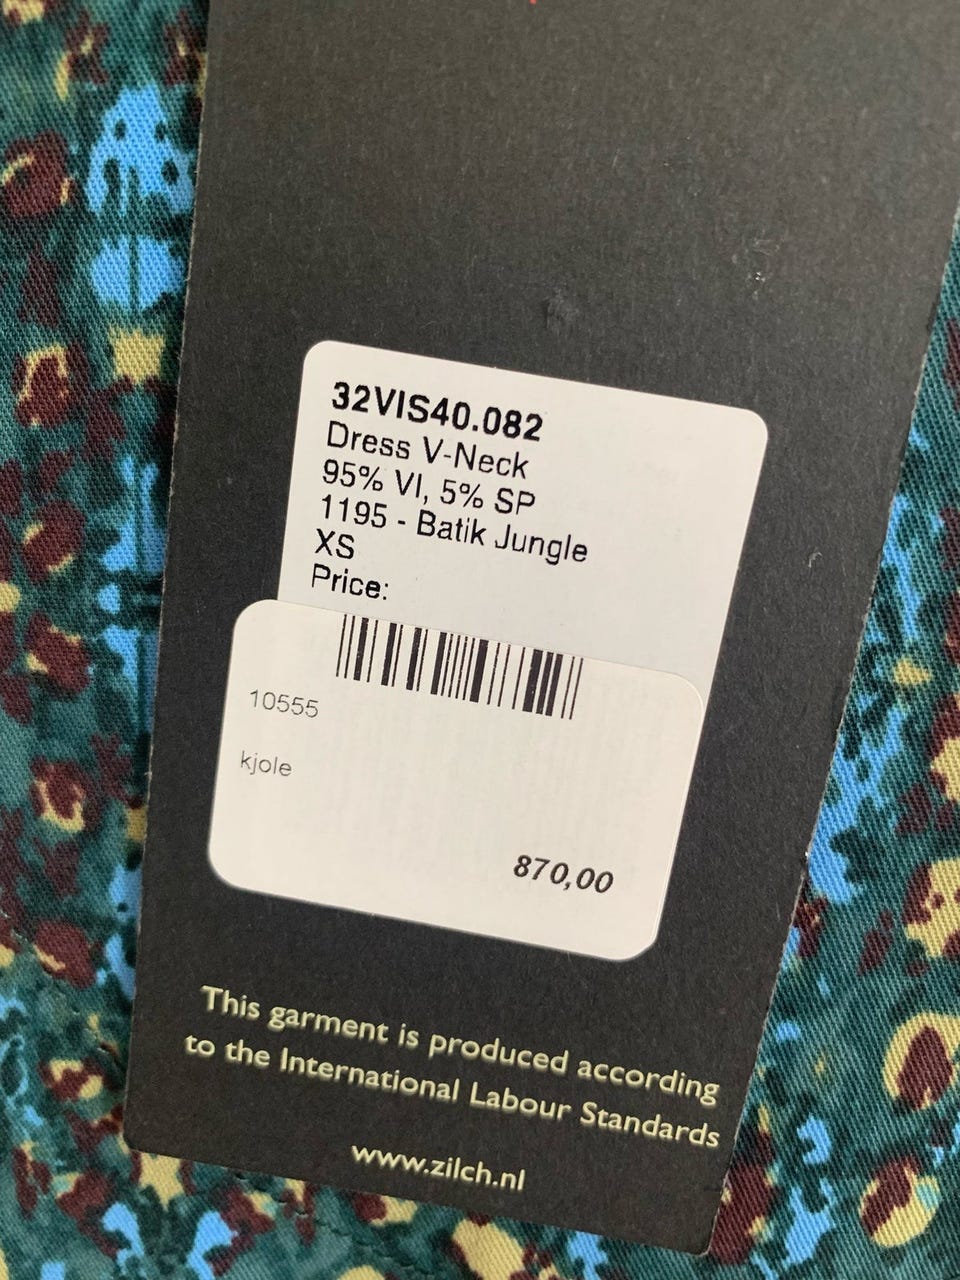 32VIS40.082
Dress V-Neck
95% VI, 5% SP
1195 - Batik Jungle
XS
Price:
10555
kjole
870,00
This garment is produced according
to the International Labour Standards
www.zilch.nl